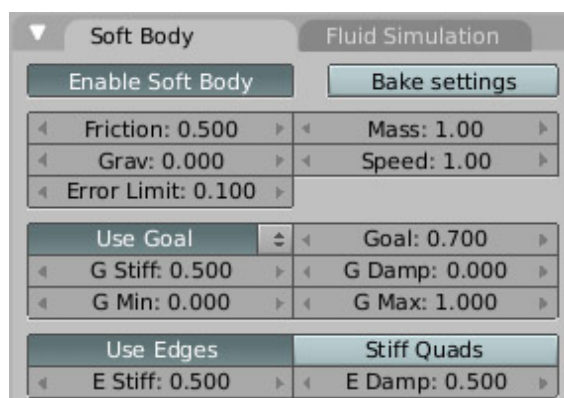 Soft Body Fluid Simulation
Enable Soft Body Bake settings
Friction: 0.500 Mass: 1.00
Grav: 0.000 Speed: 1.00
Error Limit: 0.100
Use Goal Goal: 0.700
G Stiff: 0.500 G Damp: 0.000
G Min: 0.000 G Max: 1.000
Use Edges Stiff Quads
E Stiff: 0.500 E Damp: 0.500